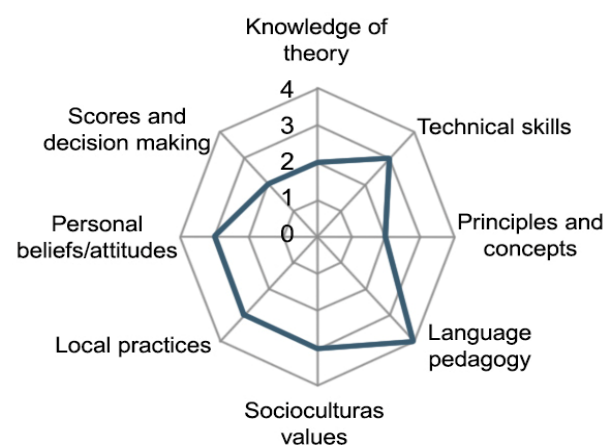 Knowledge of
theory
4
Scores and
decision making
3
Technical skills
2
1
Personal
beliefs/attitudes
0
Principles and
concepts
Local practices
Language
pedagogy
Socioculturas
values